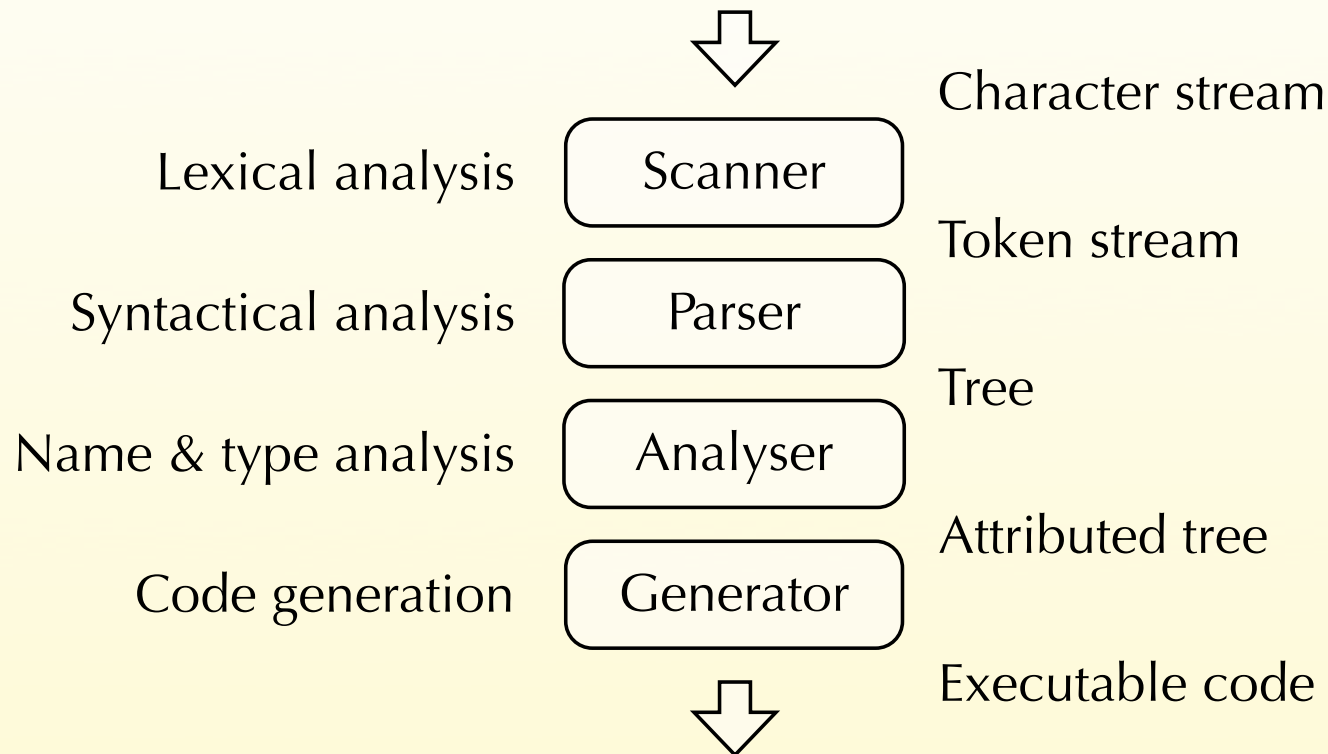 Character stream
Lexical analysis
Scanner
Token stream
Syntactical analysis
Parser
Tree
Name & type analysis
Analyser
Attributed tree
Code generation
Generator
Executable code